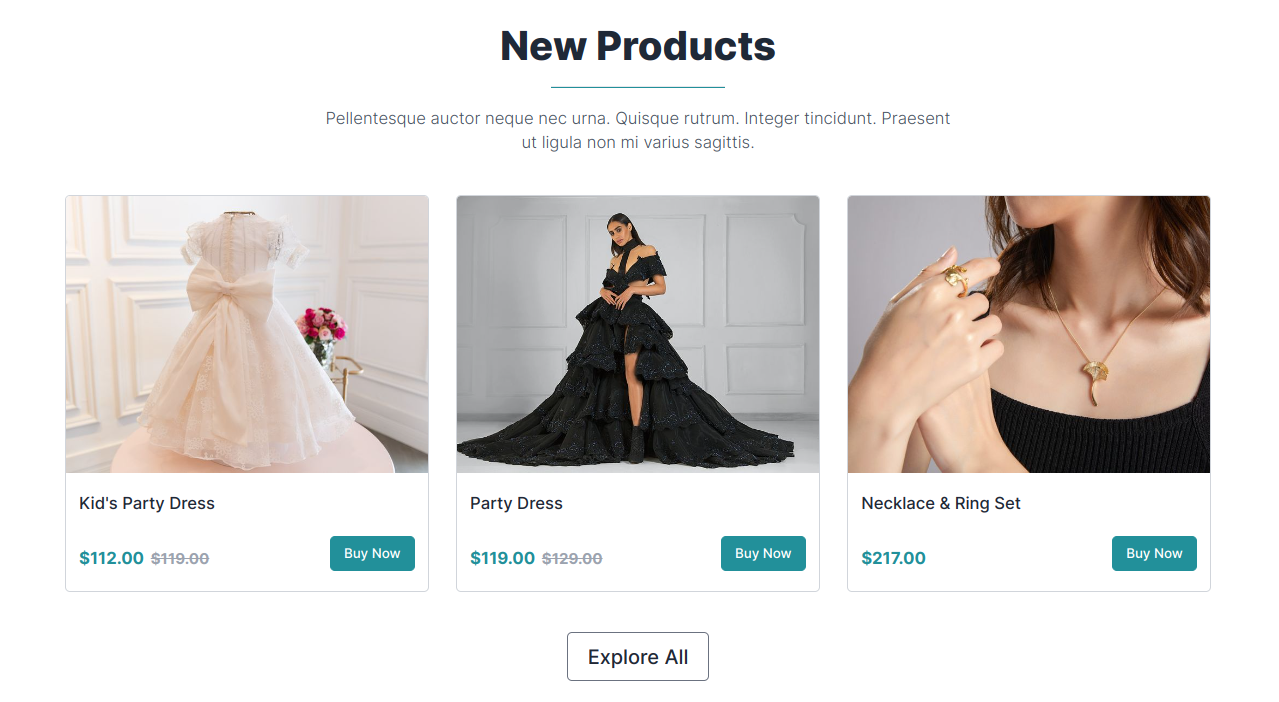 New Products
Pellentesque auctor neque nec urna. Quisque rutrum. Integer tincidunt. Praesent
ut ligula non mi varius sagittis.
Kid's Party Dress
$112.00 $119.00
Buy Now
Party Dress
$119.00 $129.00
Buy Now
Necklace & Ring Set
$217.00
Buy Now
Explore All